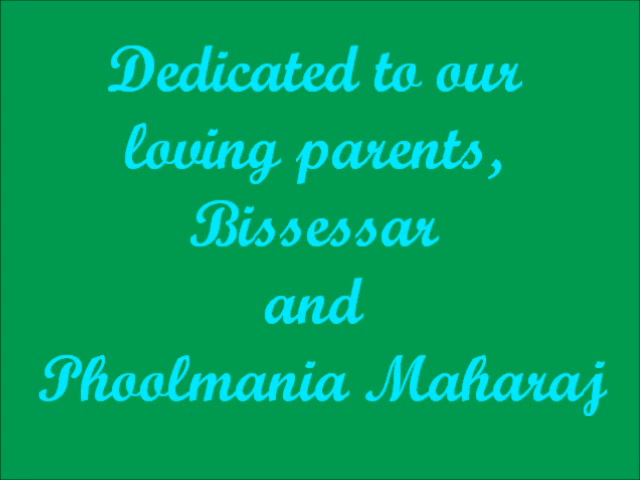 Dedicated to our
loving parents,
Bissessar
and
Phoolmania Maharaj